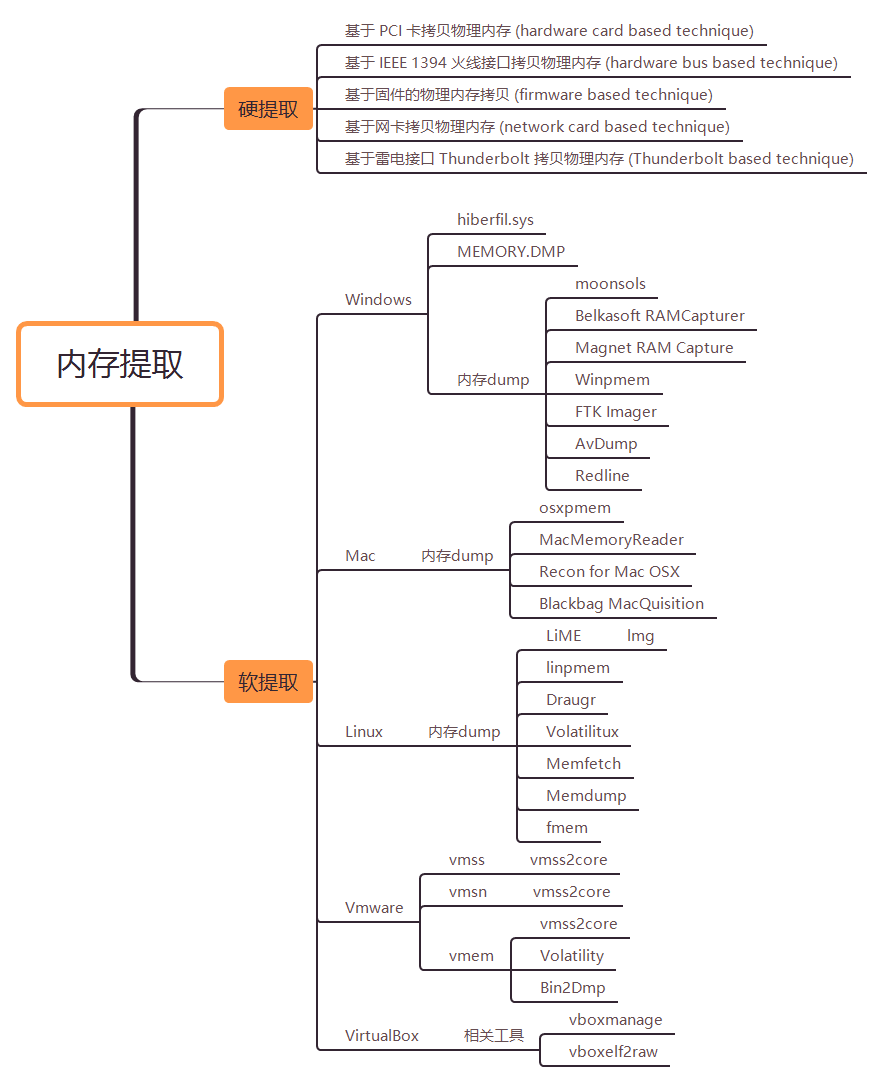 内存提取
硬提取
基于 PCI 卡拷贝物理内存 (hardware card based technique)
基于 IEEE 1394 火线接口拷贝物理内存 (hardware bus based technique)
基于固件的物理内存拷贝 (firmware based technique)
基于网卡拷贝物理内存 (network card based technique)
基于雷电接口 Thunderbolt 拷贝物理内存 (Thunderbolt based technique)
软提取
Windows
hiberfil.sys
MEMORY.DMP
内存dump
moonsols
Belkasoft RAMCapturer
Magnet RAM Capture
Winpmem
FTK Imager
AvDump
Redline
Mac
内存dump
osxpmem
MacMemoryReader
Recon for Mac OSX
Blackbag MacQuisition
Linux
内存dump
LiME
lmg
linpmem
Draugr
Volatilitux
Memfetch
Memdump
fmem
Vmware
vmss
vmss2core
vmsn
vmss2core
vmem
vmss2core
Volatility
Bin2Dmp
VirtualBox
相关工具
vboxmanage
vboxelf2raw